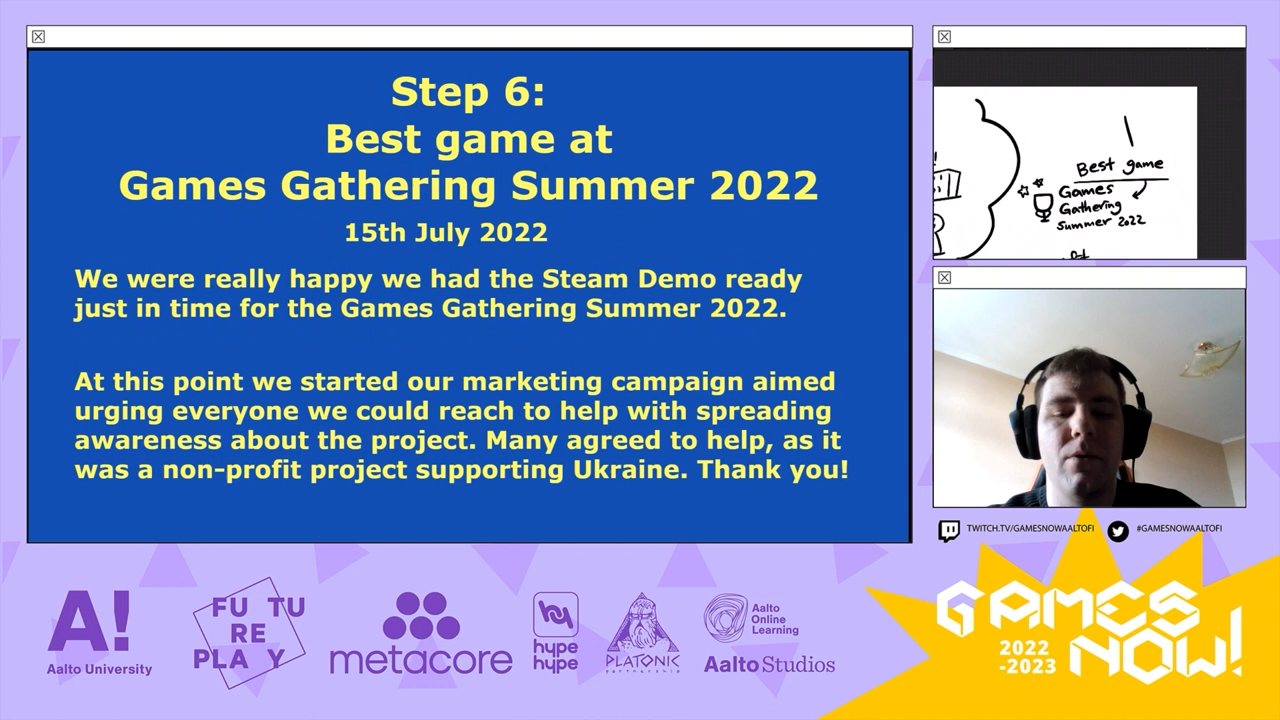 Step 6:
Best game at
Games Gathering Summer 2022
15th July 2022
We were really happy we had the Steam Demo ready
just in time for the Games Gathering Summer 2022.
At this point we started our marketing campaign aimed
urging everyone we could reach to help with spreading
awareness about the project. Many agreed to help, as it
was a non-profit project supporting Ukraine. Thank you!
Best game
Games
Gathering
Summer 2022
TWITCH.TV/GAMESNOWAALTOFI
#GAMESNOWAALTOFI
A!
Aalto University
FU TU
RE
PLA Y
metacore
hype
hype
PLATONIC
partnership
Aalto
Online
Learning
Aalto Studios
GAMES
NOW!
2022
-2023